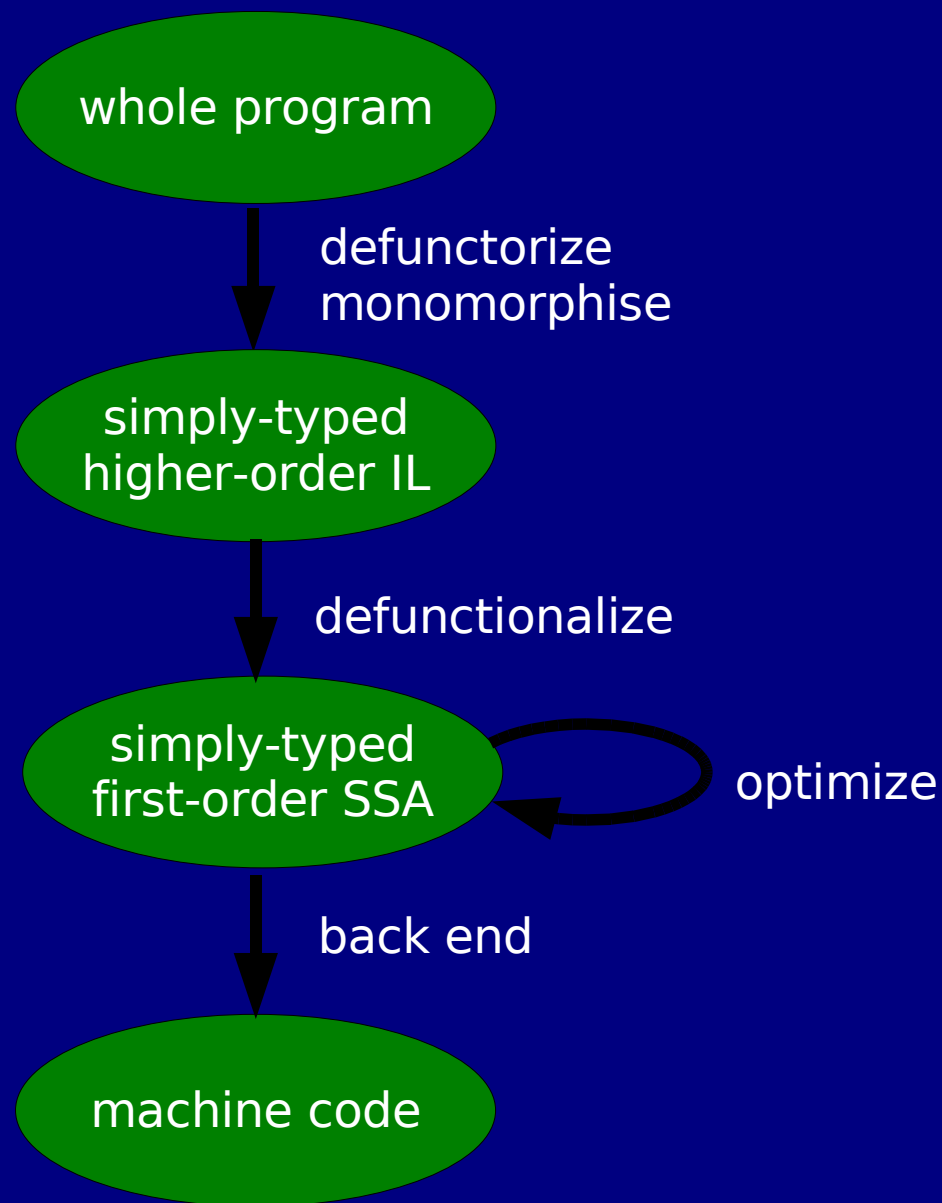 whole program
defunctorize
monomorphise
simply-typed
higher-order IL
defunctionalize
simply-typed
first-order SSA
optimize
back end
machine code